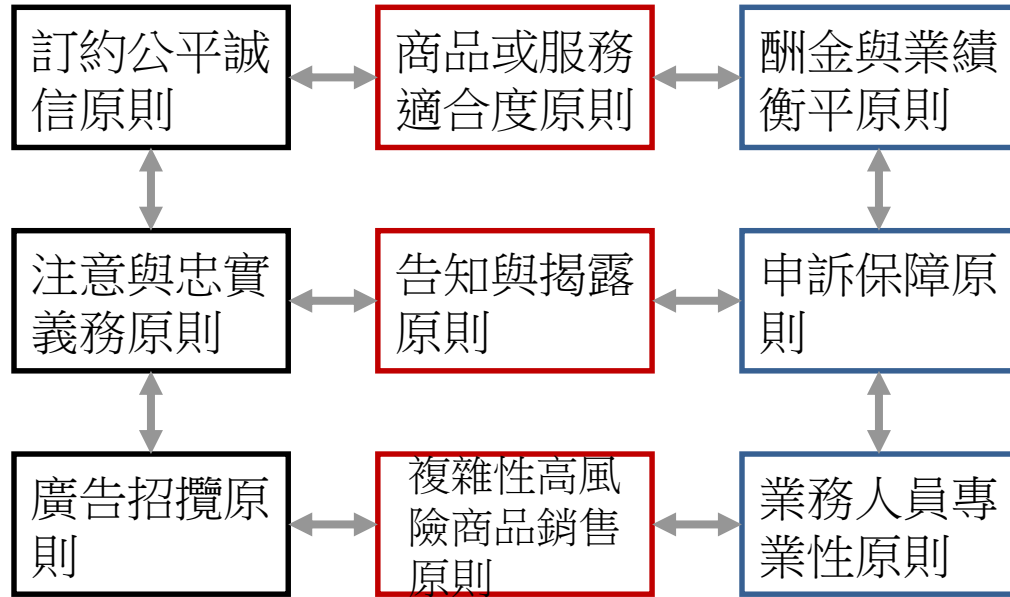 訂約公平誠
信原則
商品或服務
適合度原則
酬金與業績
衡平原則
注意與忠實
義務原則
告知與揭露
原則
申訴保障原
則
廣告招攬原
則
複雜性高風
險商品銷售
原則
業務人員專
業性原則